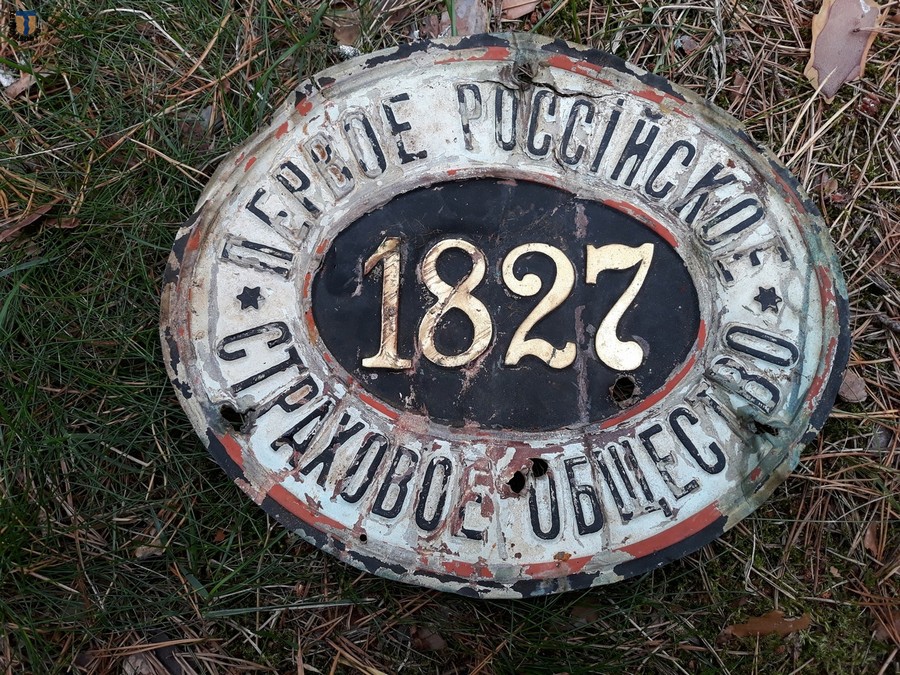 ПЕРВОЕ РОССІЙСКОЕ
1827
СТРАХОВОЕ ОБЩЕСТВО